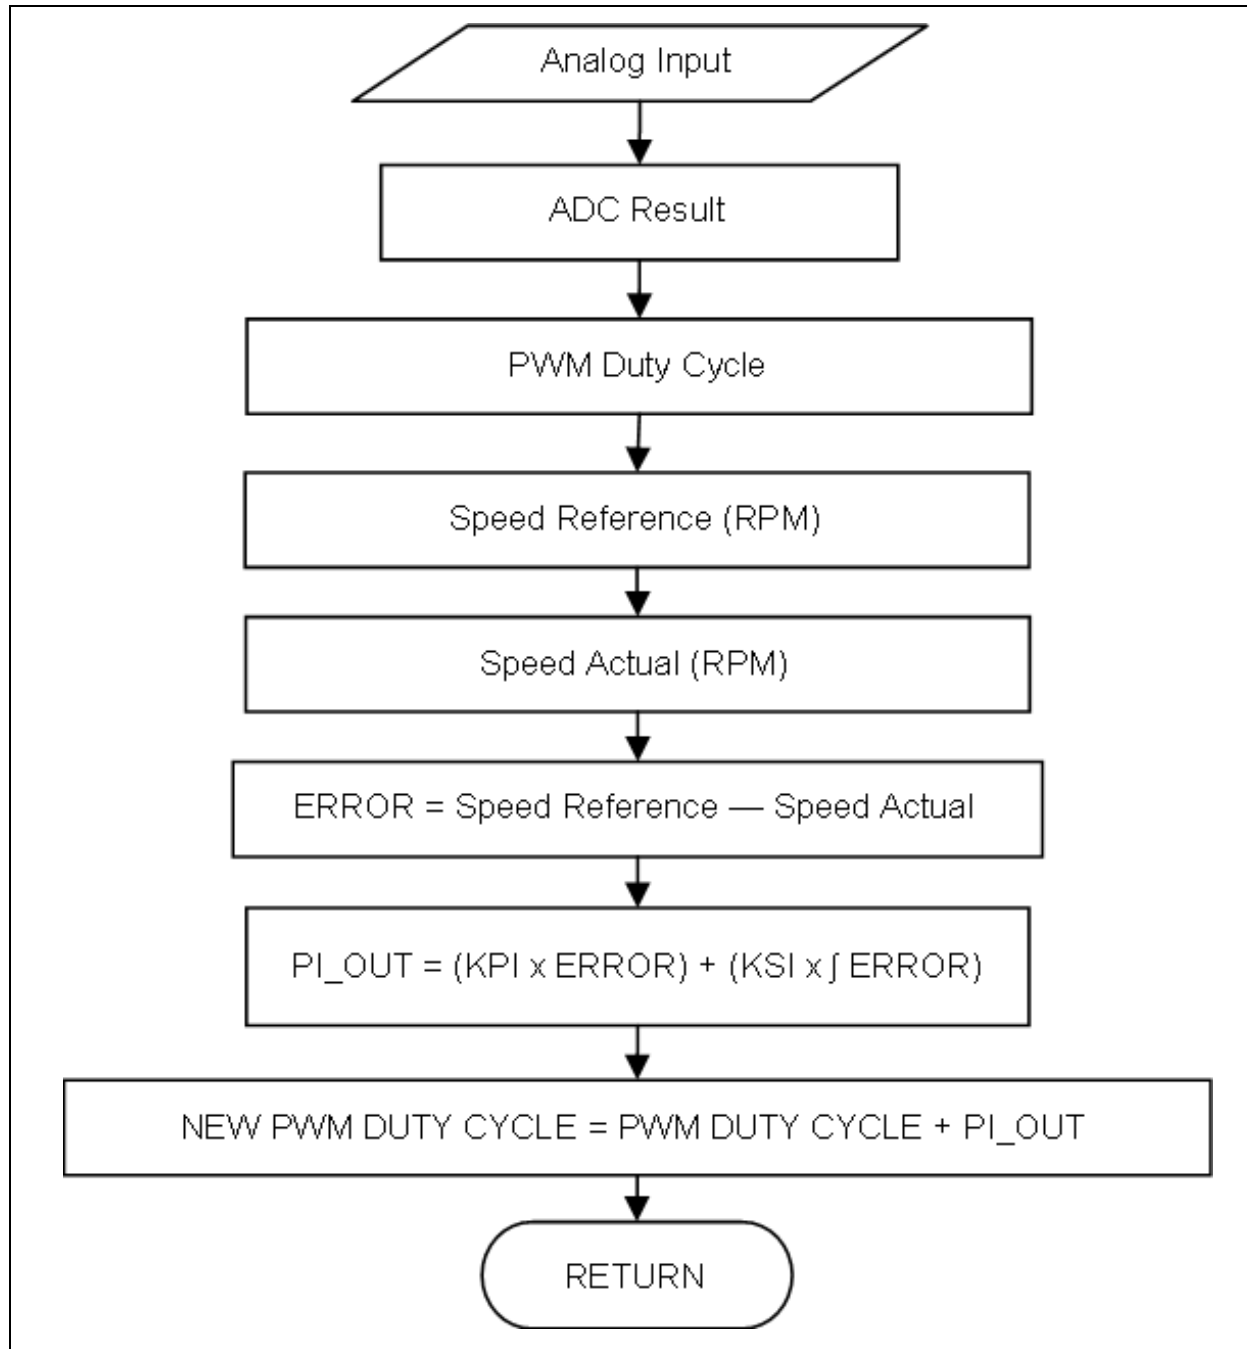 Analog Input
ADC Result
PWM Duty Cycle
Speed Reference (RPM)
Speed Actual (RPM)
ERROR = Speed Reference — Speed Actual
PI_OUT = (KPI x ERROR) + (KSI x ∫ ERROR)
NEW PWM DUTY CYCLE = PWM DUTY CYCLE + PI_OUT
RETURN